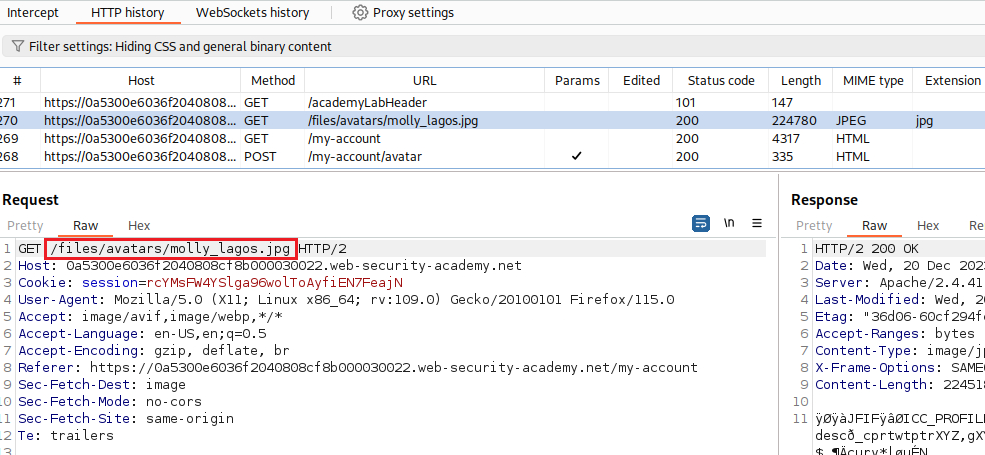 Intercept HTTP history WebSockets history Proxy settings
Filter settings: Hiding CSS and general binary content
# Host Method URL Params Edited Status code Length MIME type Extension
271 https://0a5300e6036f2040808... GET /academyLabHeader 101 147
270 https://0a5300e6036f2040808... GET /files/avatars/molly_lagos.jpg 200 224780 JPEG jpg
269 https://0a5300e6036f2040808... GET /my-account 200 4317 HTML
268 https://0a5300e6036f2040808... POST /my-account/avatar ✓ 200 335 HTML
Request
Pretty Raw Hex
\n
1 GET /files/avatars/molly_lagos.jpg HTTP/2
2 Host: 0a5300e6036f2040808cf8b000030022.web-security-academy.net
3 Cookie: session=rcYMsFW4YSlga96wolToAyfiEN7FeajN
4 User-Agent: Mozilla/5.0 (X11; Linux x86_64; rv:109.0) Gecko/20100101 Firefox/115.0
5 Accept: image/avif,image/webp,*/*
6 Accept-Language: en-US,en;q=0.5
7 Accept-Encoding: gzip, deflate, br
8 Referer: https://0a5300e6036f2040808cf8b000030022.web-security-academy.net/my-account
9 Sec-Fetch-Dest: image
10 Sec-Fetch-Mode: no-cors
11 Sec-Fetch-Site: same-origin
12 Te: trailers
13
Response
Pretty Raw He
1 HTTP/2 200 OK
2 Date: Wed, 20 Dec 2023
3 Server: Apache/2.4.41
4 Last-Modified: Wed, 20
5 Etag: "36d06-60cf294f
6 Accept-Ranges: bytes
7 Content-Type: image/jp
8 X-Frame-Options: SAMEO
9 Content-Length: 224518
10
11 ÿØÿàJFIFÿâØICC_PROFIL
descð_cprtwtptrXYZ,gXY